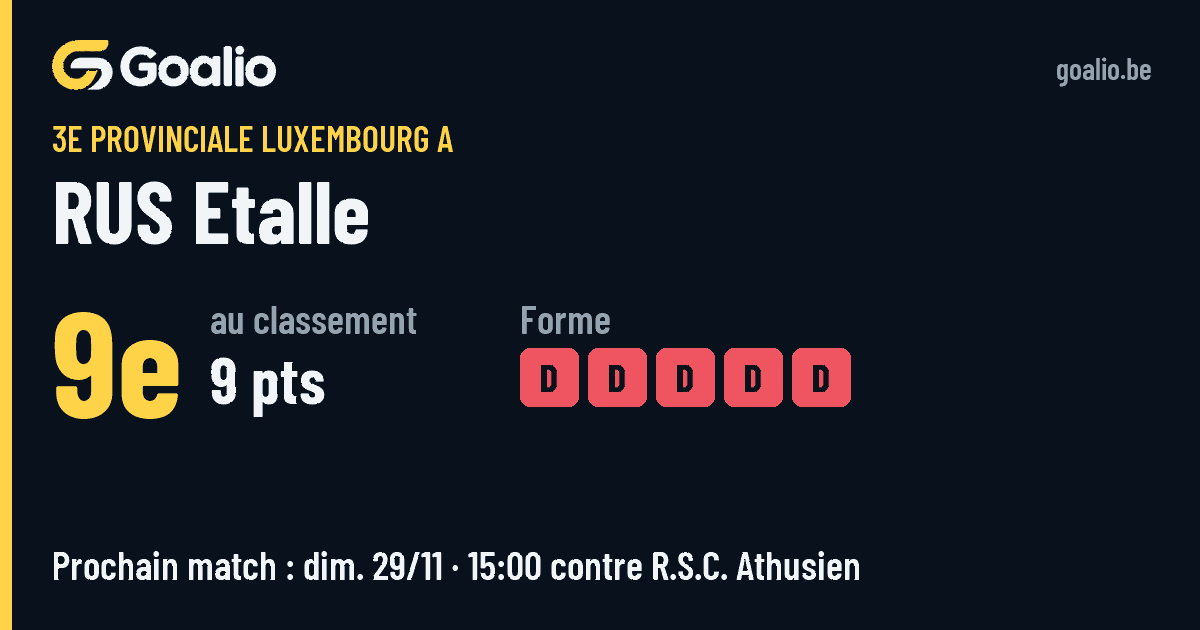 Goalio
goalio.be
3E PROVINCIALE LUXEMBOURG A
RUS Etalle
9e
au classement
9 pts
Forme
D D D D D
Prochain match : dim. 29/11 · 15:00 contre R.S.C. Athusien